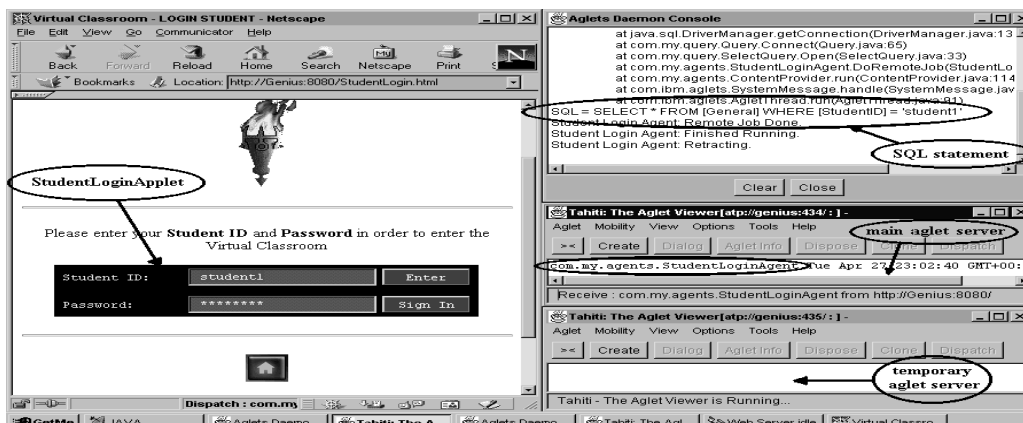 Virtual Classroom - LOGIN STUDENT - Netscape
File Edit View Go Communicator Help
Back Forward Reload Home Search Netscape Print S
N
Bookmarks Location: http://Genius:8080/StudentLogin.html
StudentLoginApplet
Please enter your Student ID and Password in order to enter the
Virtual Classroom
Student ID: student1 Enter
Password: ******** Sign In
Dispatch : com.my
Aglets Daemon Console
at java.sql.DriverManager.getConnection(DriverManager.java:13
at com.my.query.Query.Connect(Query.java:65)
at com.my.query.SelectQuery.Open(SelectQuery.java:33)
at com.my.agents.StudentLoginAgent.DoRemoteJob(StudentLo
at com.my.agents.ContentProvider.run(ContentProvider.java:114
at com.ibm.aglets.SystemMessage.handle(SystemMessage.jav
at com.ibm.aglets.AgletThread.run(AgletThread.java:81)
SQL = SELECT * FROM [General] WHERE [StudentID] = 'student1'
Student Login Agent: Remote Job Done.
Student Login Agent: Finished Running.
Student Login Agent: Retracting.
SQL statement
Clear Close
Tahiti: The Aglet Viewer[atp://genius:434/ : ] -
Aglet Mobility View Options Tools Help
main aglet server
>< Create Dialog Aglet Info Dispose Clone Dispatch
com.my.agents.StudentLoginAgent Tue Apr 27 23:02:40 GMT+00:
Receive : com.my.agents.StudentLoginAgent from http://Genius:8080/
Tahiti: The Aglet Viewer[atp://genius:435/ : ] -
Aglet Mobility View Options Tools Help
>< Create Dialog Aglet Info Dispose Clone Dispatch
temporary
aglet server
Tahiti - The Aglet Viewer is Running...
JAVA Aglets Daemo Tahiti: The A Aglets Daemo Tahiti: The Agl Web Server idle Virtual Classro